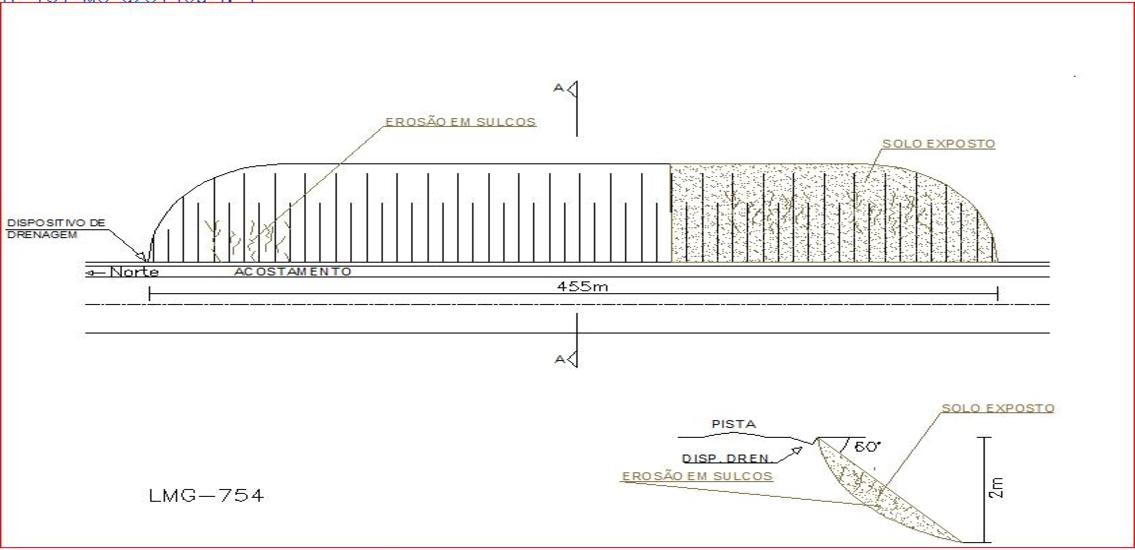 A
EROSÃO EM SULCOS
SOLO EXPOSTO
DISPOSITIVO DE
DRENAGEM
Norte
ACOSTAMENTO
455m
A
SOLO EXPOSTO
PISTA
60°
DISP. DREN.
EROSÃO EM SULCOS
2m
LMG-754